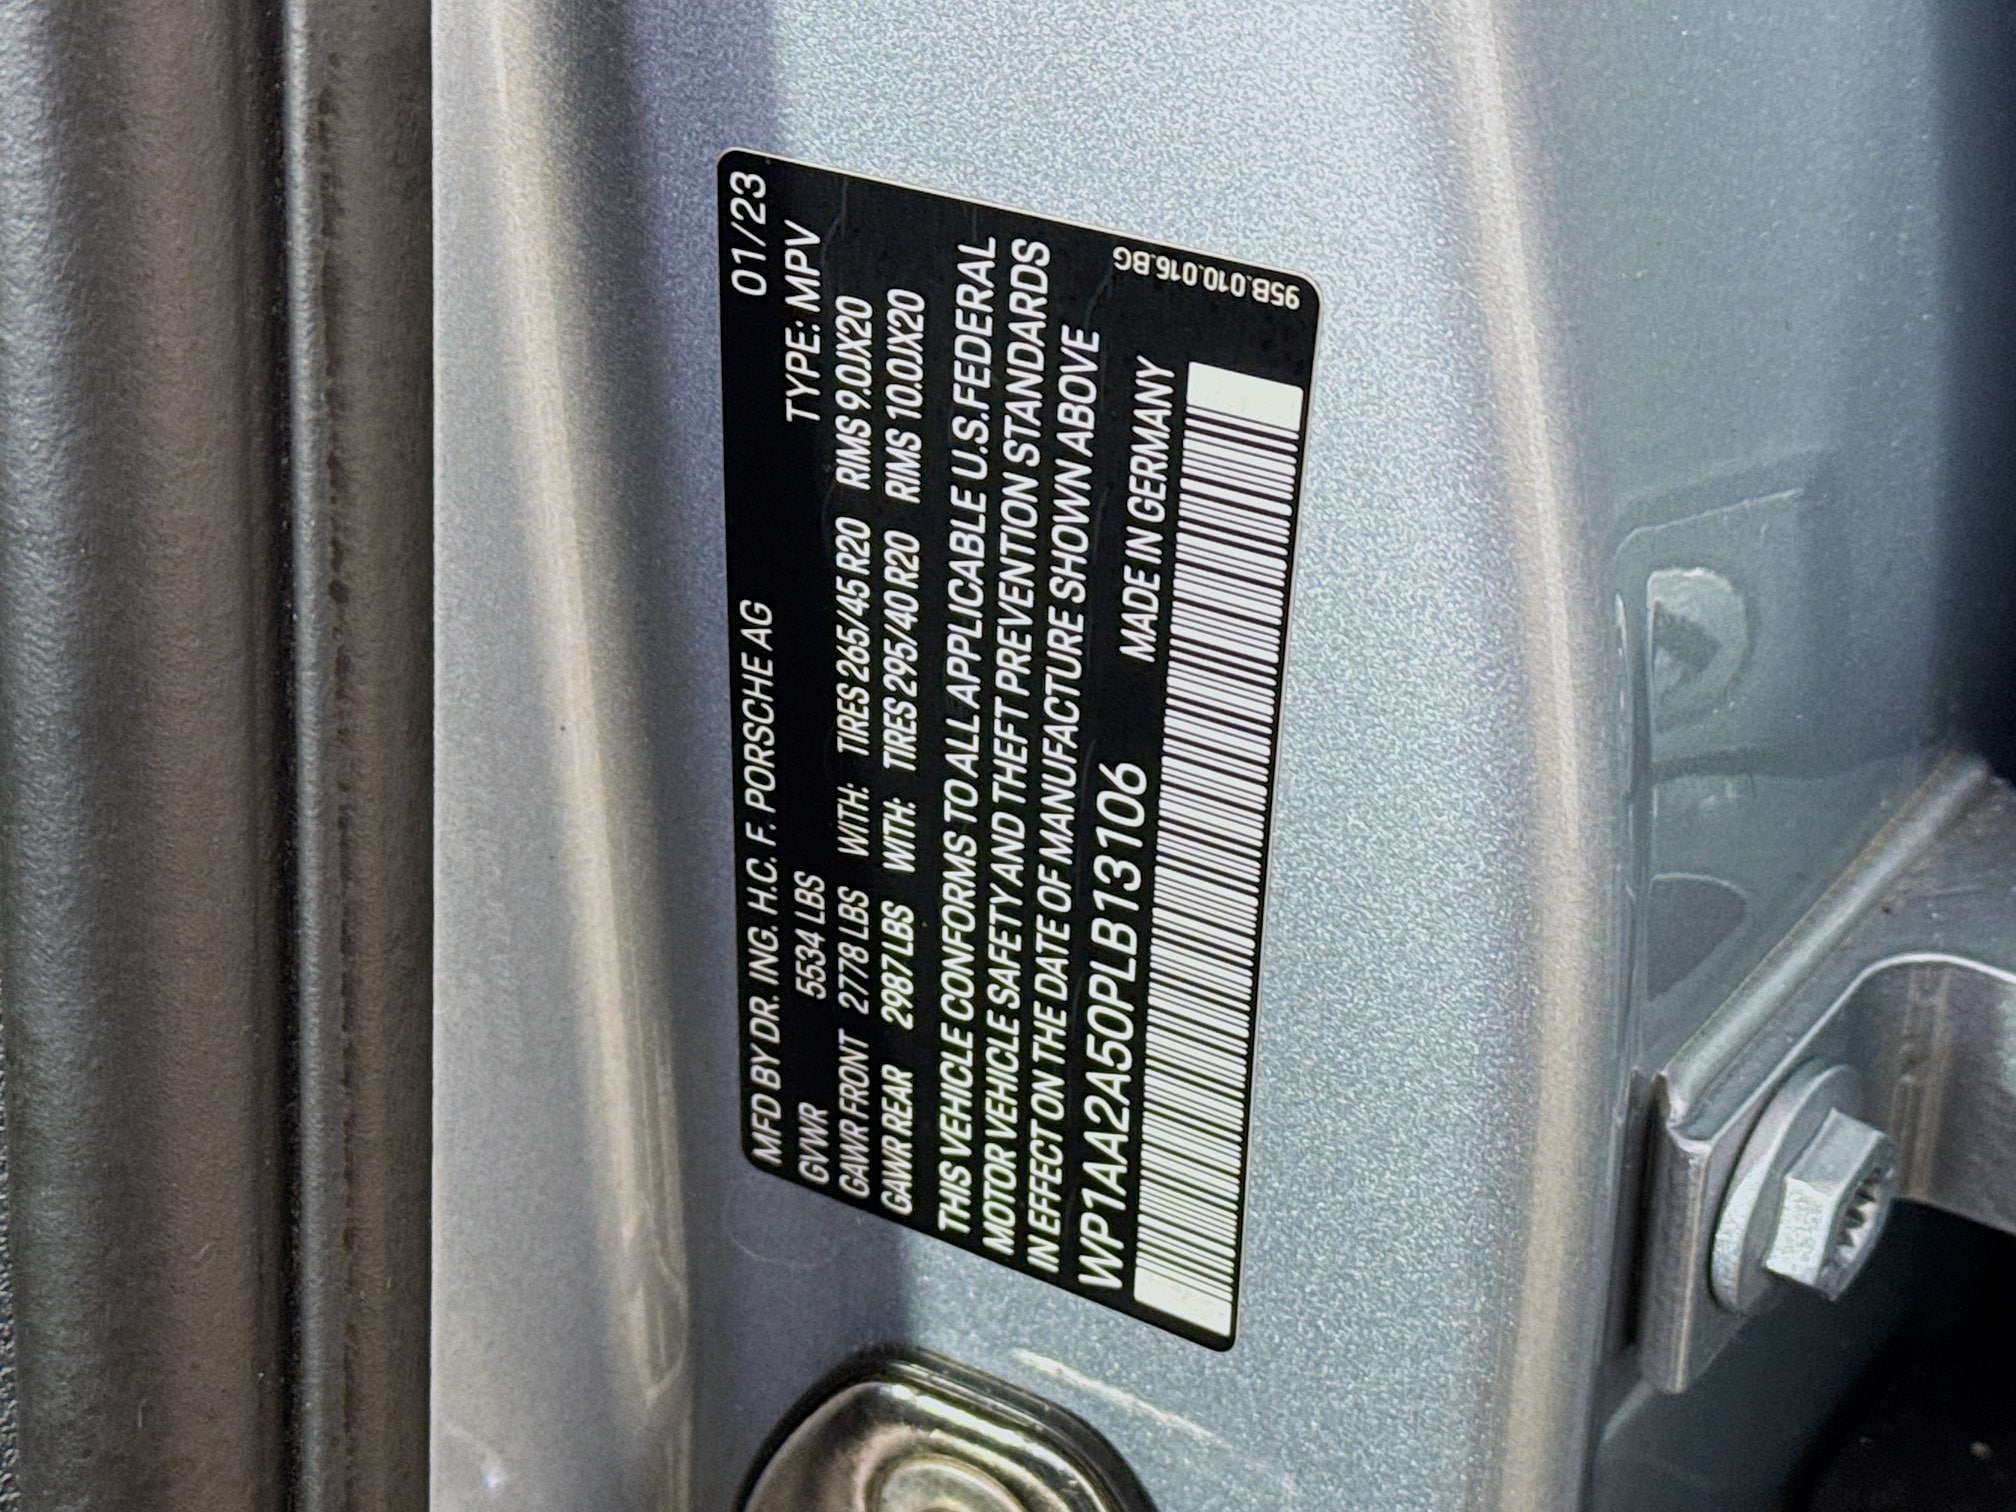 MFD BY DR. ING. H.C. F. PORSCHE AG 01/23
GVWR 5534 LBS TYPE: MPV
GAWR FRONT 2778 LBS WITH: TIRES 265/45 R20 RIMS 9.0JX20
GAWR REAR 2987 LBS WITH: TIRES 295/40 R20 RIMS 10.0JX20
THIS VEHICLE CONFORMS TO ALL APPLICABLE U.S. FEDERAL
MOTOR VEHICLE SAFETY AND THEFT PREVENTION STANDARDS
IN EFFECT ON THE DATE OF MANUFACTURE SHOWN ABOVE
WP1AA2A50PLB13106 MADE IN GERMANY
95B.010.016.BG